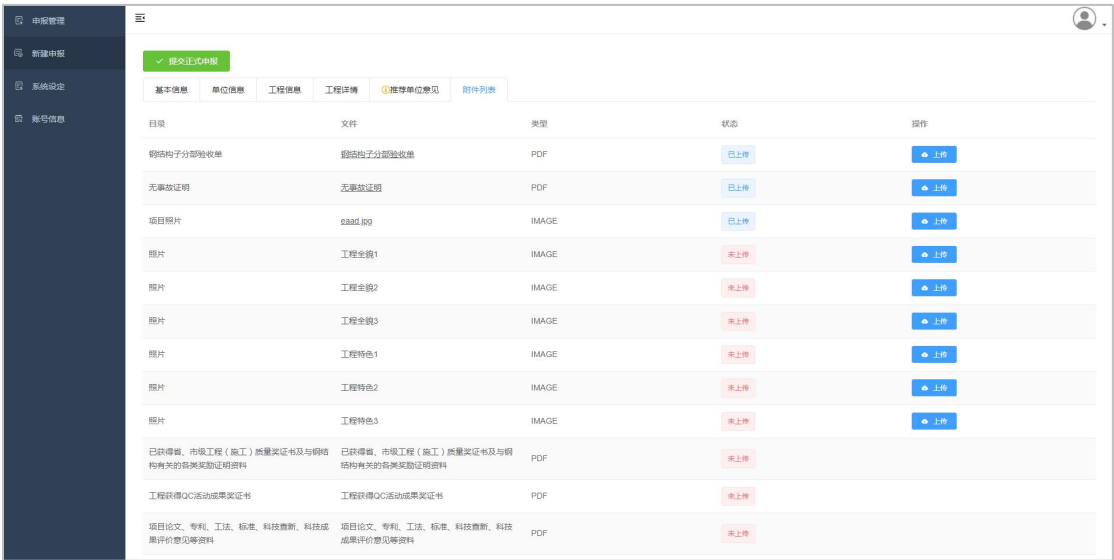 申报管理
新建申报
系统设定
账号信息
提交正式申报
基本信息 单位信息 工程信息 工程详情 推荐单位意见 附件列表
目录 文件 类型 状态 操作
钢结构子分部验收单 钢结构子分部验收单 PDF 已上传 上传
无事故证明 无事故证明 PDF 已上传 上传
项目照片 eaad.jpg IMAGE 已上传 上传
照片 工程全貌1 IMAGE 未上传 上传
照片 工程全貌2 IMAGE 未上传 上传
照片 工程全貌3 IMAGE 未上传 上传
照片 工程特色1 IMAGE 未上传 上传
照片 工程特色2 IMAGE 未上传 上传
照片 工程特色3 IMAGE 未上传 上传
已获得省、市级工程（施工）质量奖证书及与钢结 已获得省、市级工程（施工）质量奖证书及与钢
构有关的各类奖励证明资料 结构有关的各类奖励证明资料 PDF 未上传
工程获得QC活动成果奖证书 工程获得QC活动成果奖证书 PDF 未上传
项目论文、专利、工法、标准、科技查新、科技成 项目论文、专利、工法、标准、科技查新、科技
果评价意见等资料 成果评价意见等资料 PDF 未上传